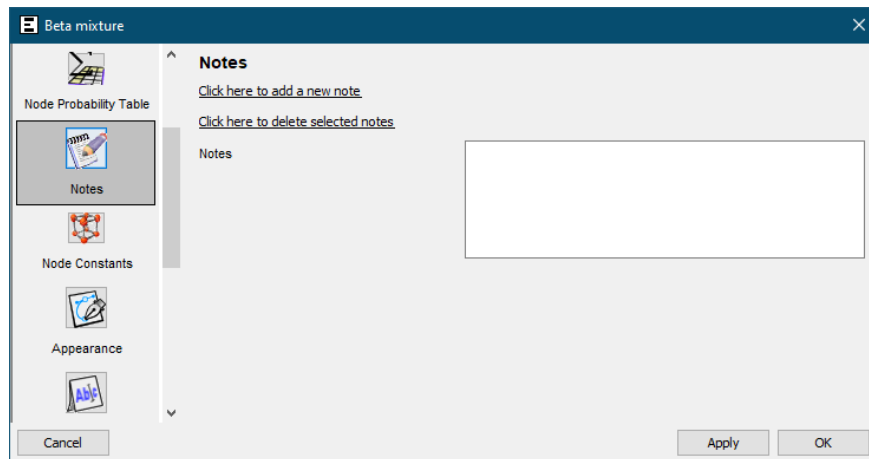 Beta mixture
Node Probability Table
Notes
Node Constants
Appearance
Ab|c
Notes
Click here to add a new note
Click here to delete selected notes
Notes
Cancel
Apply
OK